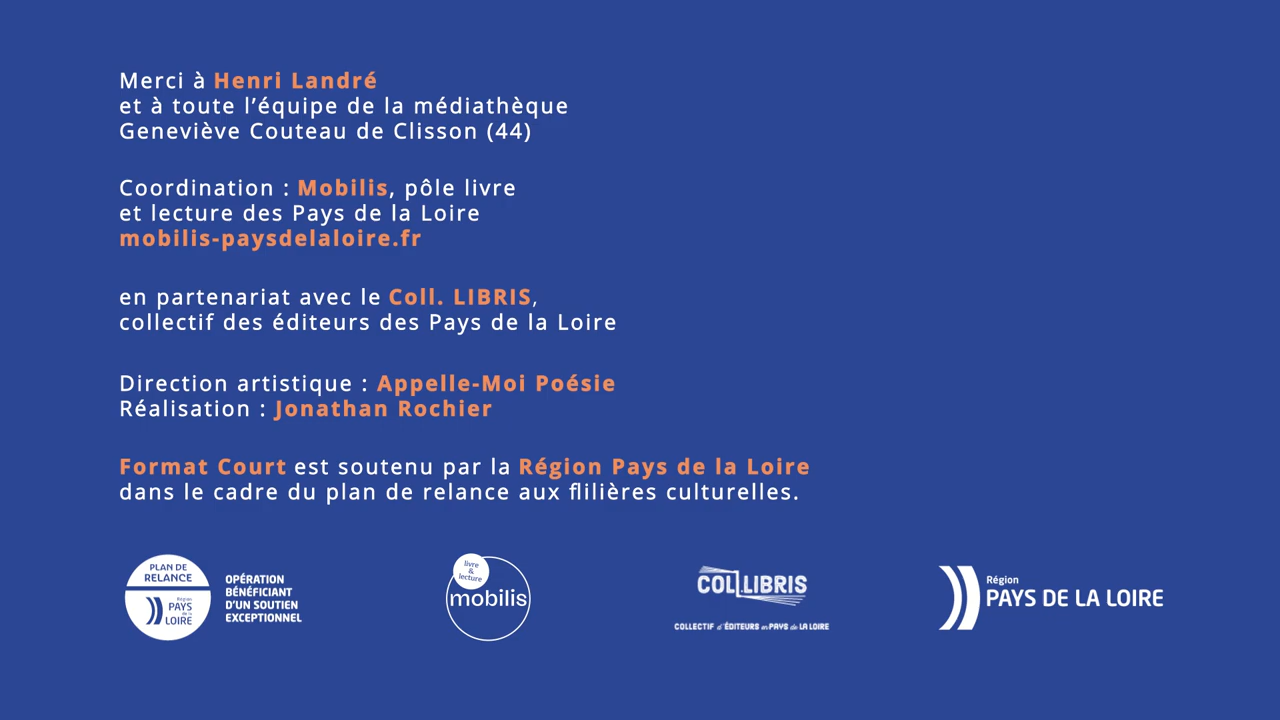 Merci à Henri Landré
et à toute l’équipe de la médiathèque
Geneviève Couteau de Clisson (44)
Coordination : Mobilis, pôle livre
et lecture des Pays de la Loire
mobilis-paysdelaloire.fr
en partenariat avec le Coll. LIBRIS,
collectif des éditeurs des Pays de la Loire
Direction artistique : Appelle-Moi Poésie
Réalisation : Jonathan Rochier
Format Court est soutenu par la Région Pays de la Loire
dans le cadre du plan de relance aux flilières culturelles.
PLAN DE
RELANCE
Région
PAYS
de la
LOIRE
OPÉRATION
BÉNÉFICIANT
D’UN SOUTIEN
EXCEPTIONNEL
livre
&
lecture
mobilis
COLL.LIBRIS
COLLECTIF d’ÉDITEURS en PAYS de LA LOIRE
Région
PAYS DE LA LOIRE